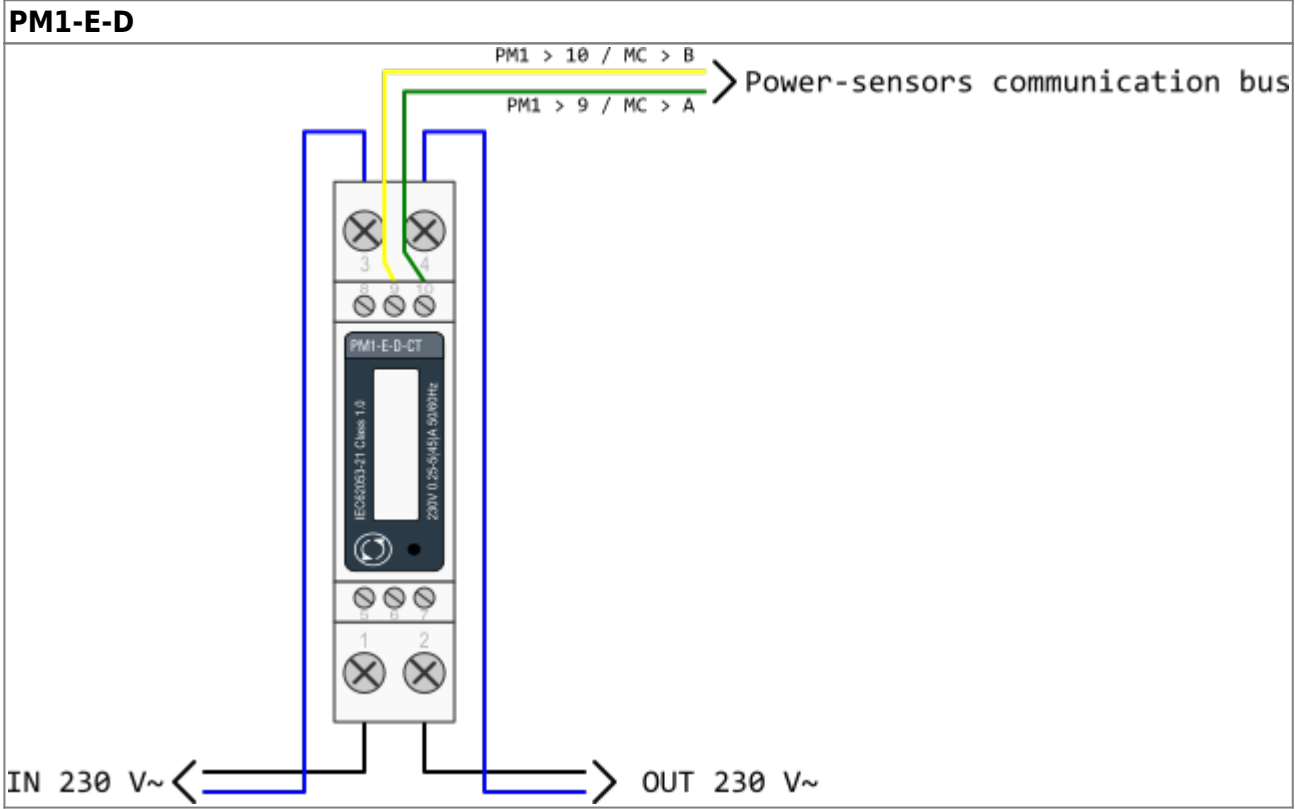 PM1-E-D
PM1 > 10 / MC > B
Power-sensors communication bus
PM1 > 9 / MC > A
3 4
8 9 10
PM1-E-D-CT
IEC62053-21 Class 1.0
230V 0.25-5(45)A 50/60Hz
5 6 7
1 2
IN 230 V~
OUT 230 V~